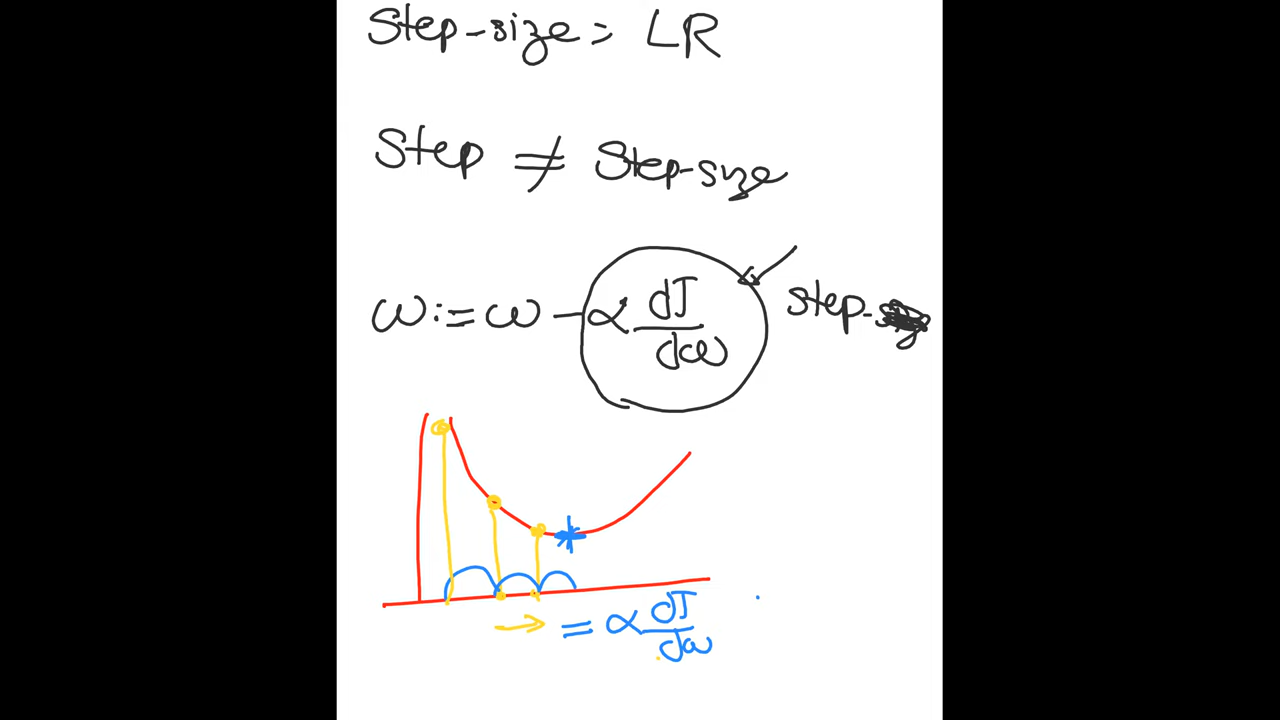 Step-size = LR
Step ≠ Step-size
ω := ω - α dJ/dω Step-
= α dJ/dω